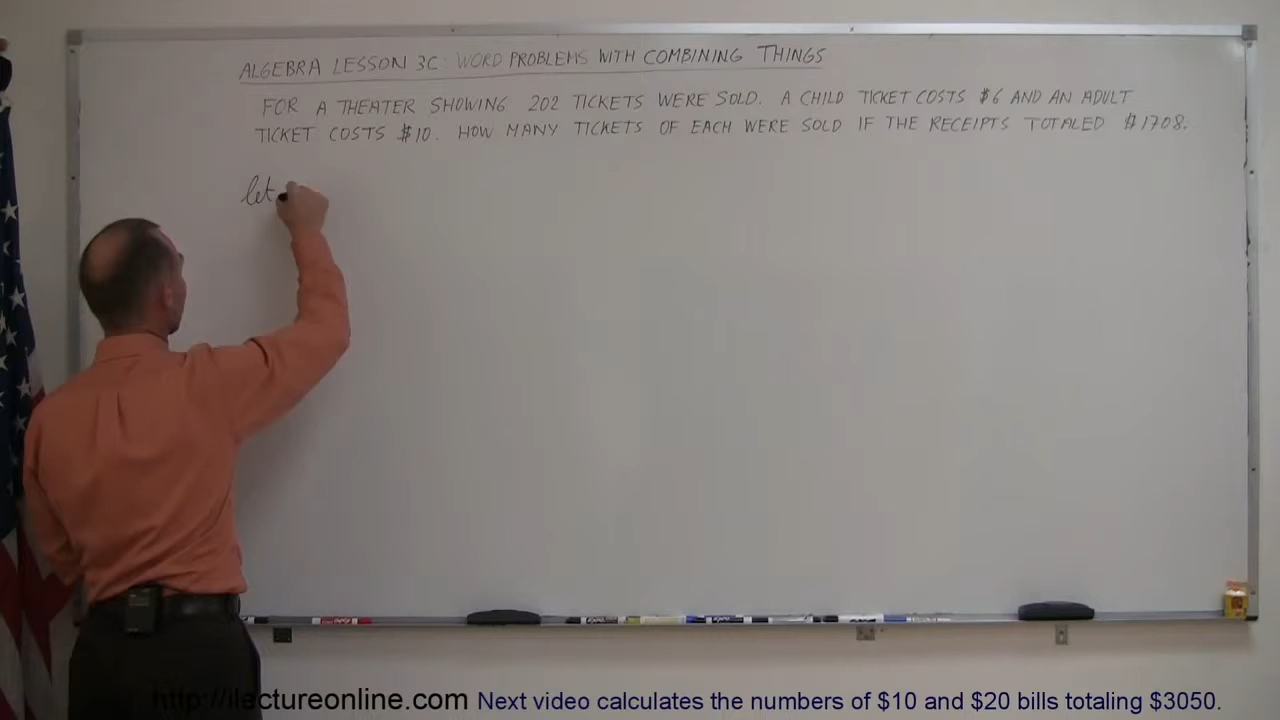 ALGEBRA LESSON 3C: WORD PROBLEMS WITH COMBINING THINGS
FOR A THEATER SHOWING 202 TICKETS WERE SOLD. A CHILD TICKET COSTS $6 AND AN ADULT
TICKET COSTS $10. HOW MANY TICKETS OF EACH WERE SOLD IF THE RECEIPTS TOTALED $1708.
let
http://ilectureonline.com Next video calculates the numbers of $10 and $20 bills totaling $3050.